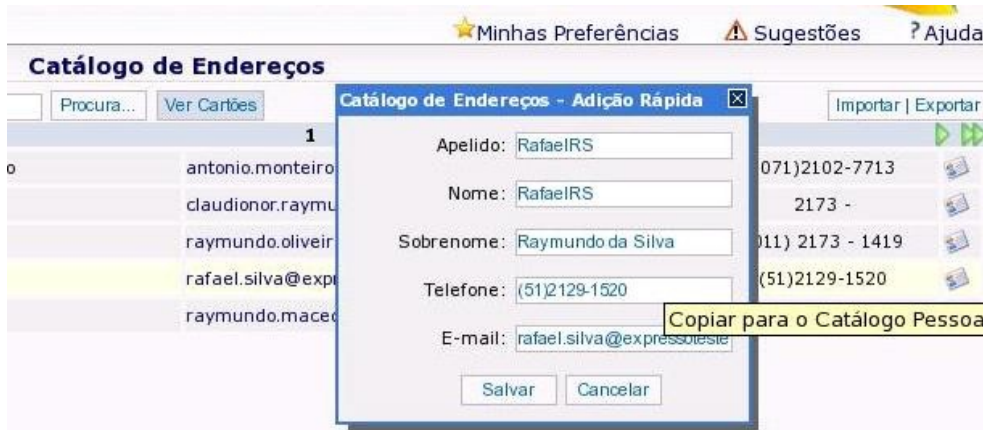 Minhas Preferências Sugestões ? Ajuda
Catálogo de Endereços
Procura... Ver Cartões Importar | Exportar
Catálogo de Endereços - Adição Rápida
1
Apelido: RafaelRS
o antonio.monteiro 071)2102-7713
Nome: RafaelRS
claudionor.raymu 2173 -
raymundo.oliveir Sobrenome: Raymundo da Silva 011) 2173 - 1419
rafael.silva@expr (51)2129-1520
Telefone: (51)2129-1520
raymundo.maced Copiar para o Catálogo Pessoa
E-mail: rafael.silva@expressoteste
Salvar Cancelar